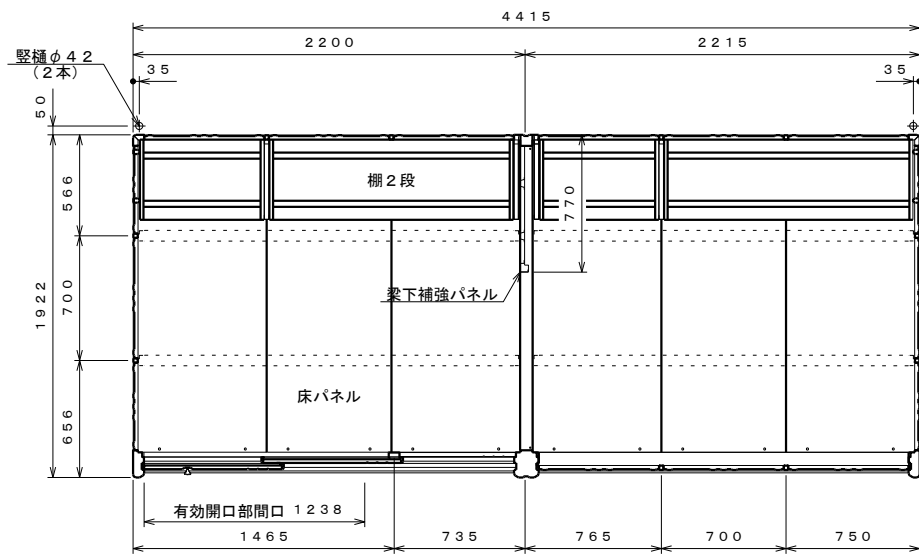 ４４１５
２２００
２２１５
竪樋φ４２
（２本）
３５
３５
５０
棚２段
５６６
７７０
７００
１９２２
梁下補強パネル
床パネル
６５６
有効開口部間口 １２３８
１４６５
７３５
７６５
７００
７５０